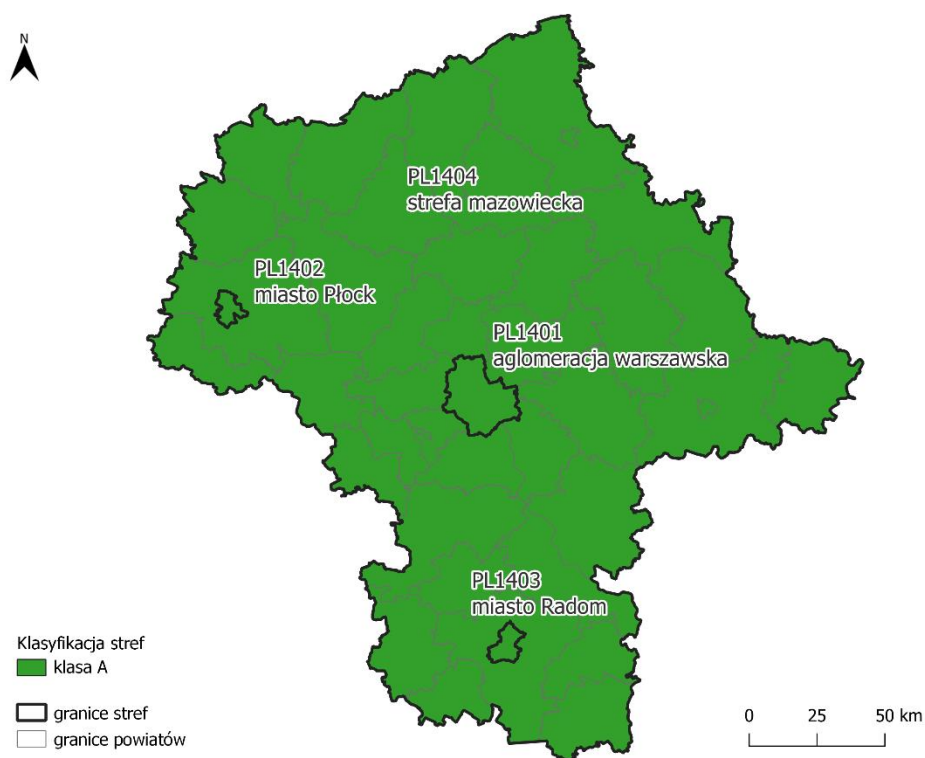 N
PL1404
strefa mazowiecka
PL1402
miasto Płock
PL1401
aglomeracja warszawska
PL1403
miasto Radom
Klasyfikacja stref
klasa A
granice stref
granice powiatów
0 25 50 km